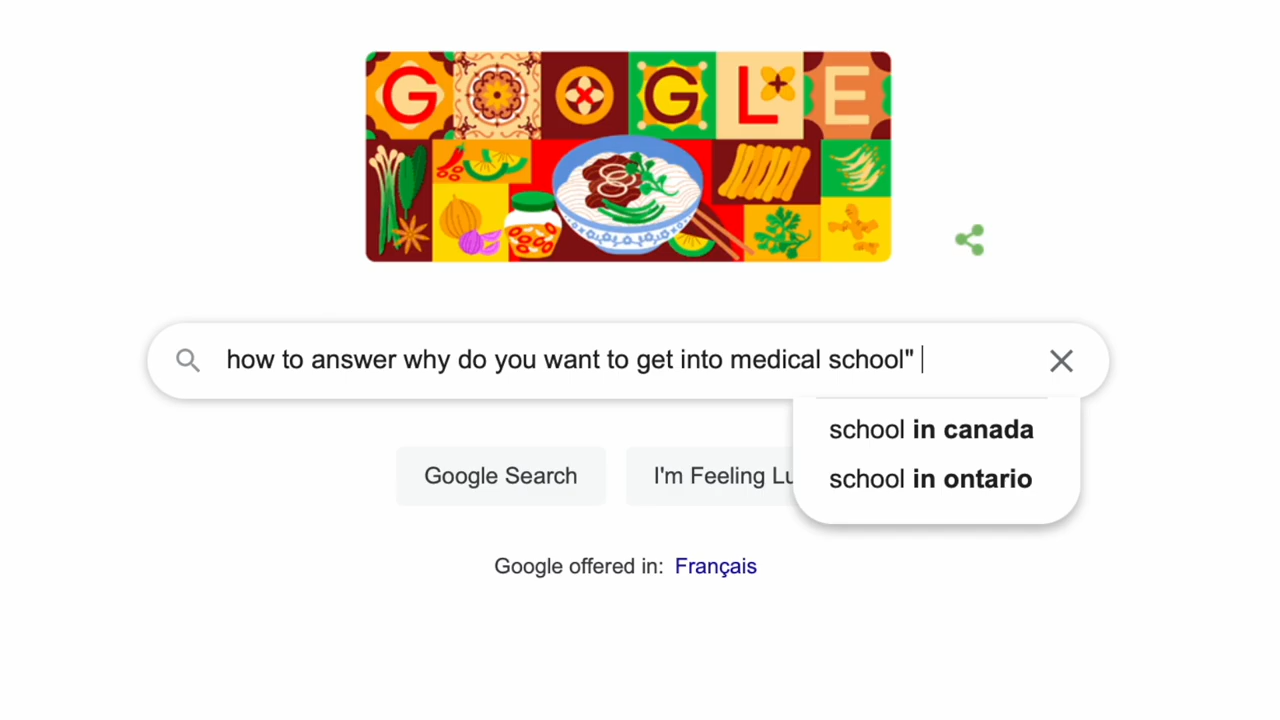 G GLE
how to answer why do you want to get into medical school"
school in canada
school in ontario
Google Search
I'm Feeling Lu
Google offered in: Français